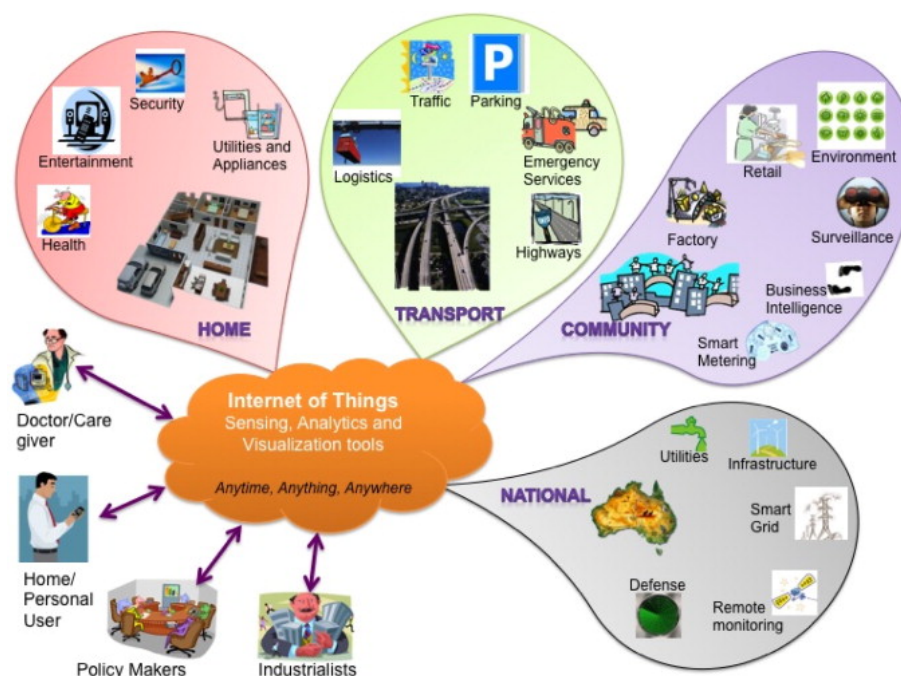 Security
Entertainment
Utilities and
Appliances
Health
HOME
Traffic
P
Parking
Logistics
Emergency
Services
Highways
TRANSPORT
Retail
Environment
Factory
Surveillance
Business
Intelligence
COMMUNITY
Smart
Metering
Internet of Things
Sensing, Analytics and
Visualization tools
Anytime, Anything, Anywhere
Doctor/Care
giver
Home/
Personal
User
Policy Makers
Industrialists
NATIONAL
Utilities
Infrastructure
Smart
Grid
Defense
Remote
monitoring